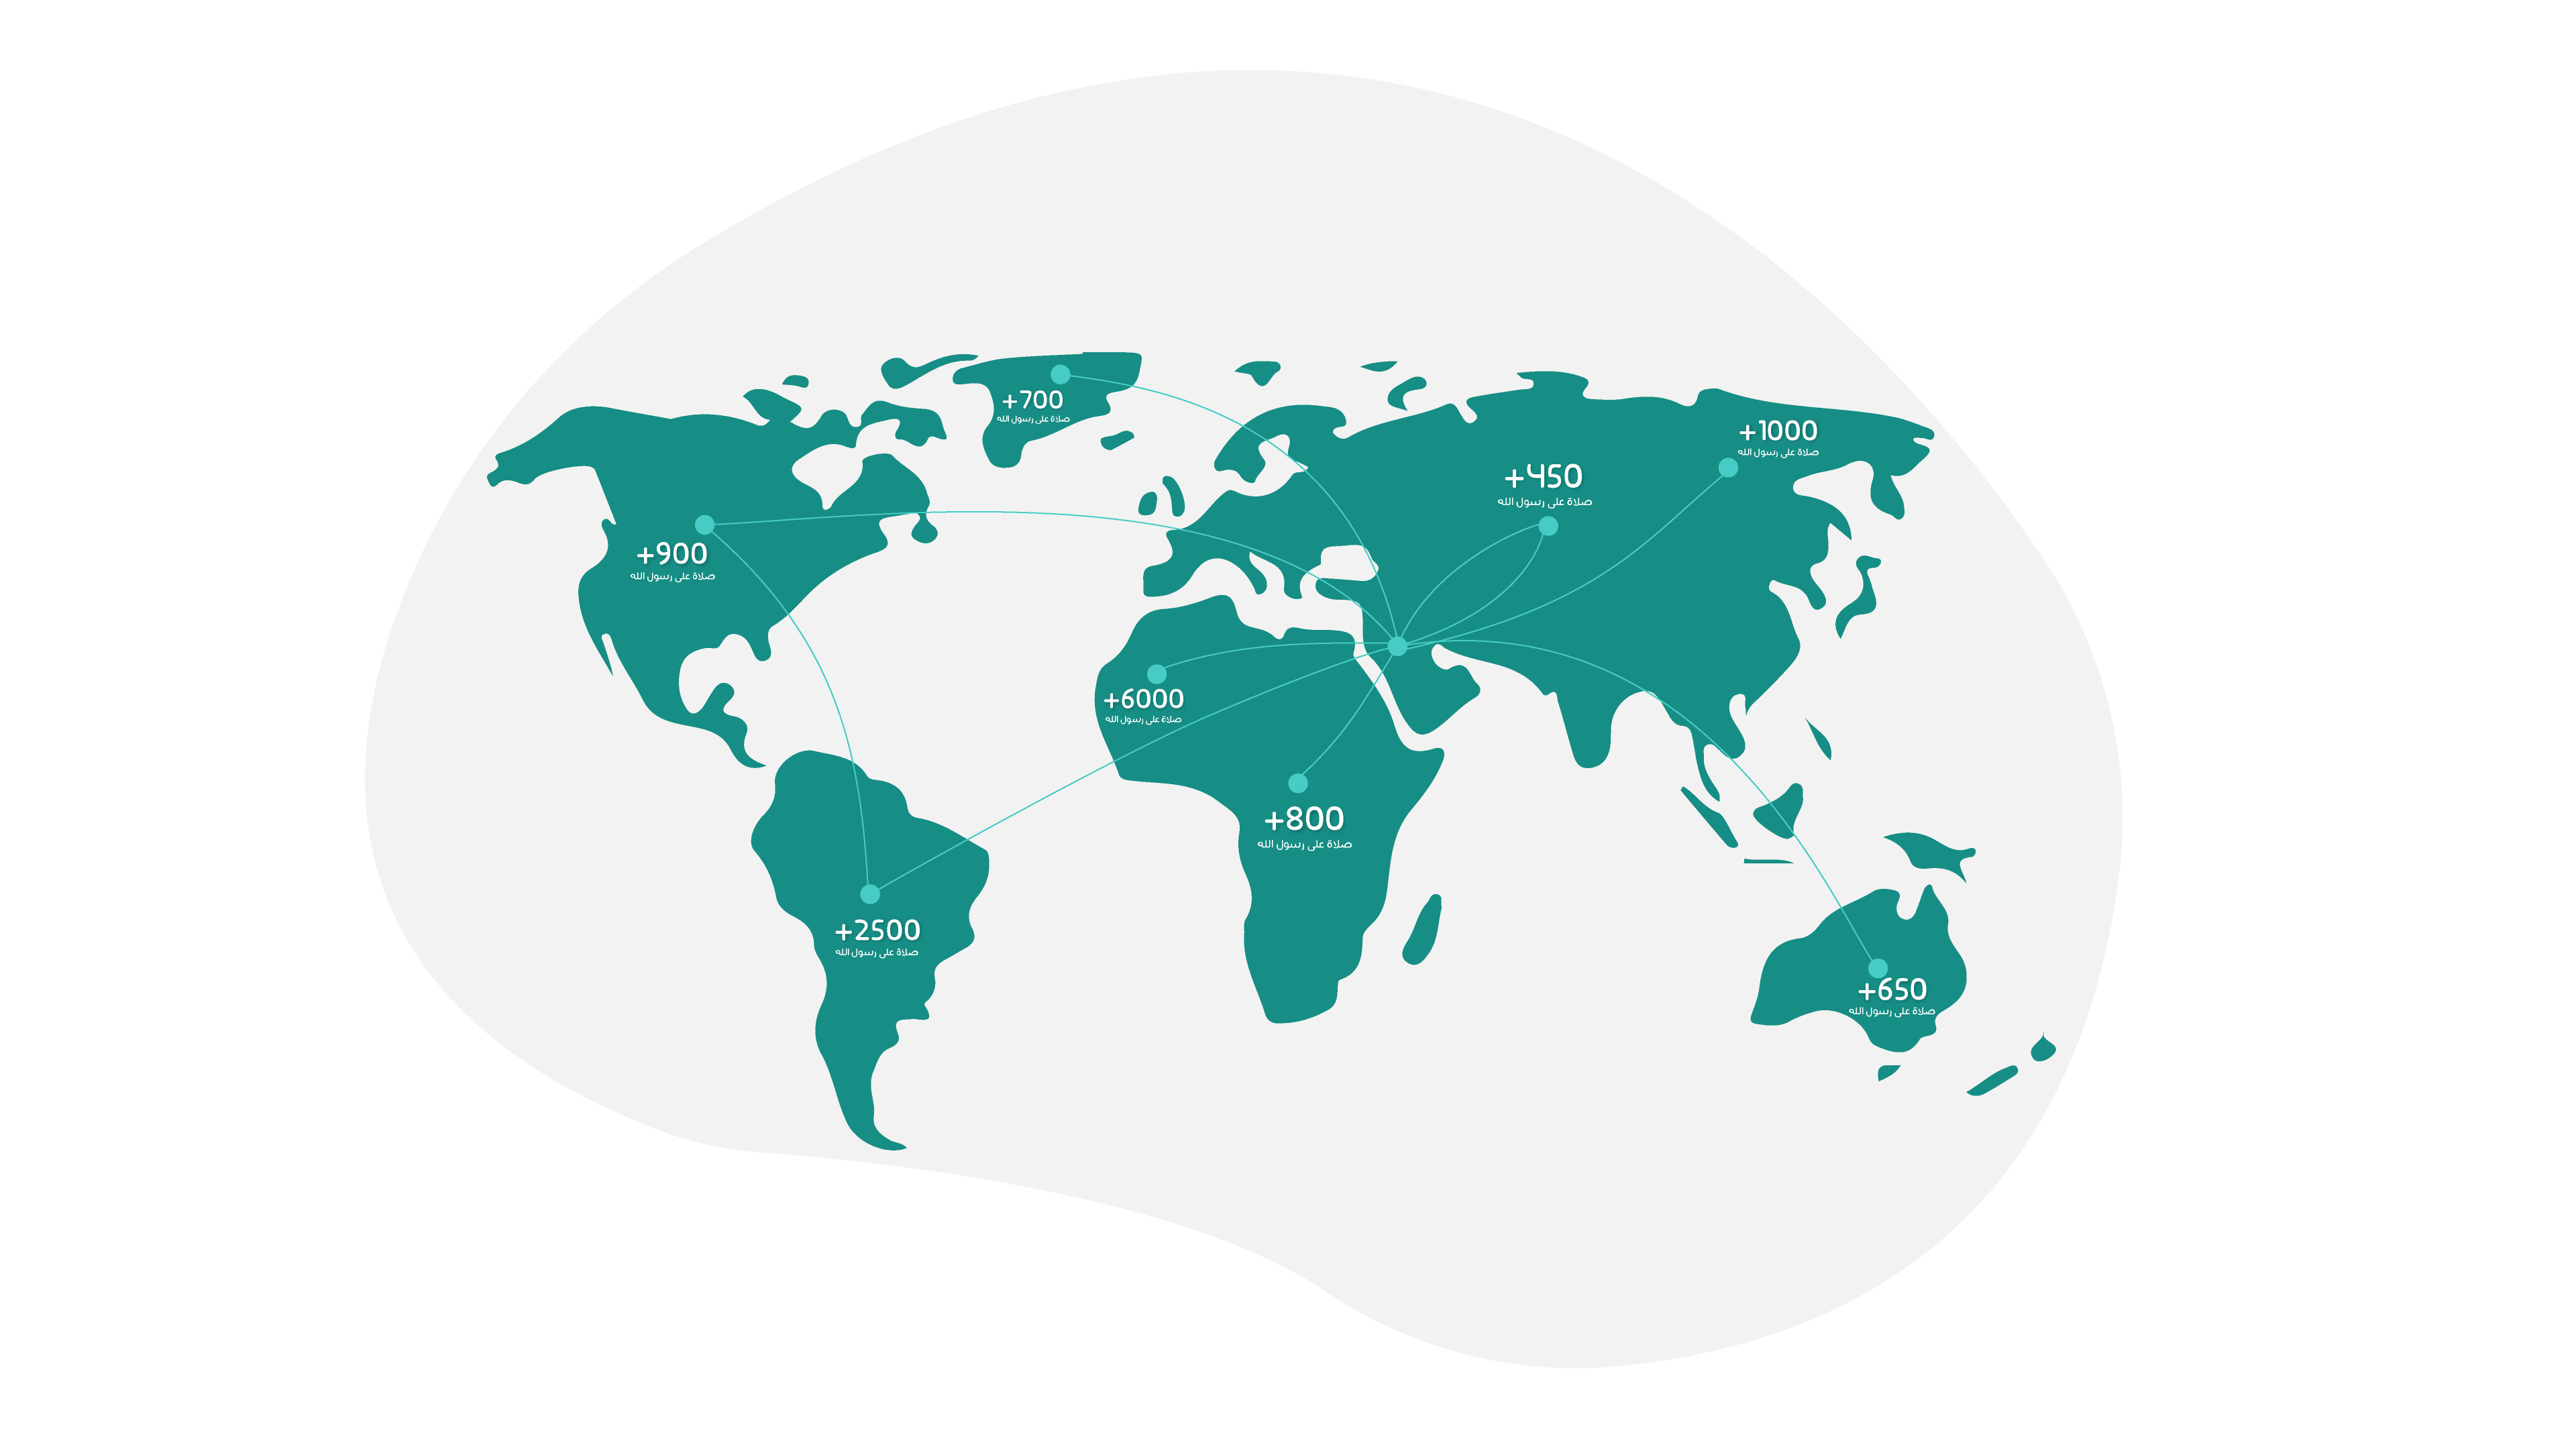 +700
صلاة على رسول الله
+1000
صلاة على رسول الله
+450
صلاة على رسول الله
+900
صلاة على رسول الله
+6000
صلاة على رسول الله
+800
صلاة على رسول الله
+2500
صلاة على رسول الله
+650
صلاة على رسول الله